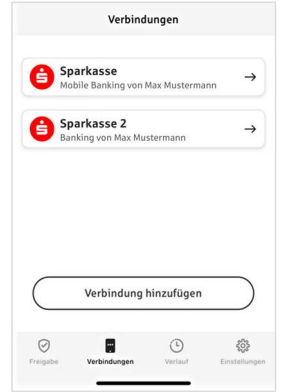 Verbindungen
Sparkasse
Mobile Banking von Max Mustermann
Sparkasse 2
Banking von Max Mustermann
Verbindung hinzufügen
Freigabe Verbindungen Verlauf Einstellungen